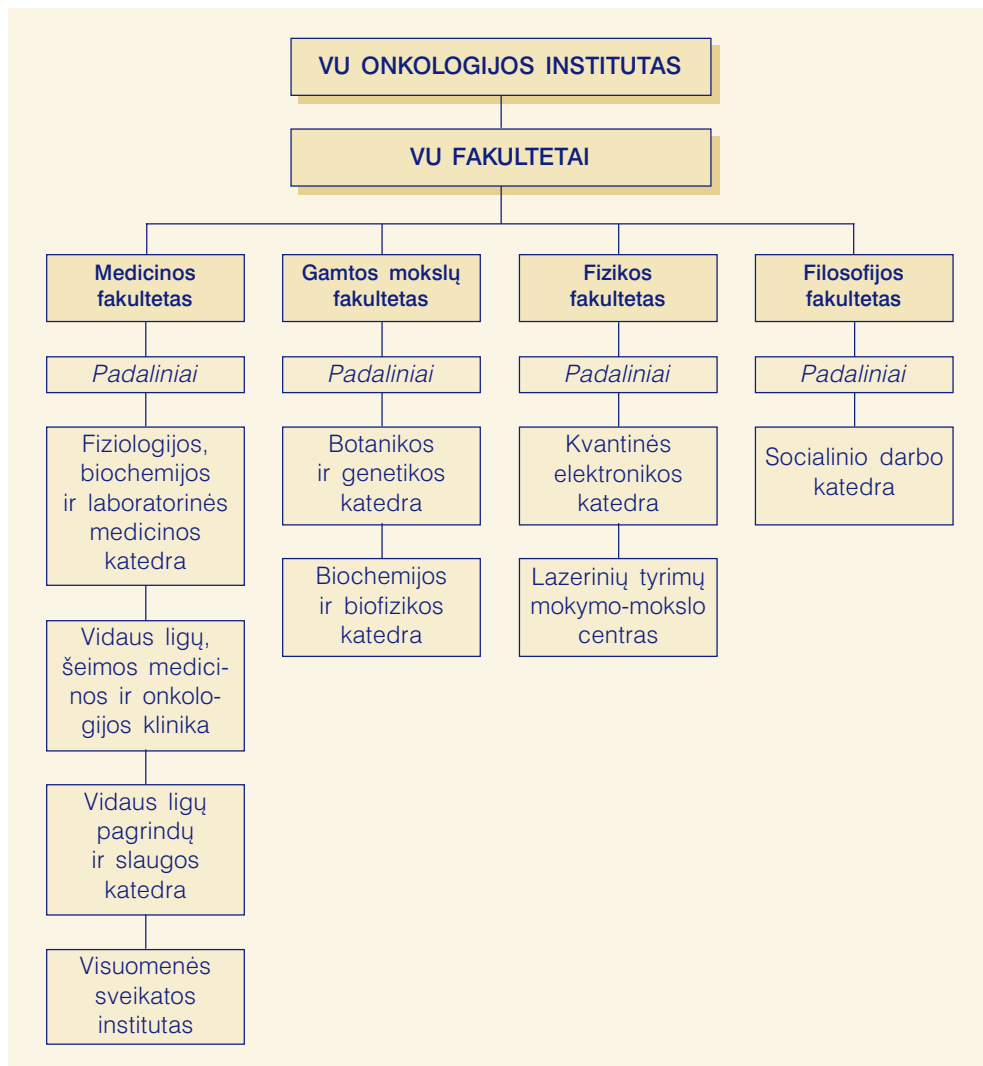 VU ONKOLOGIJOS INSTITUTAS
VU FAKULTETAI
Medicinos
fakultetas
Padaliniai
Fiziologijos,
biochemijos
ir laboratorinės
medicinos
katedra
Vidaus ligų,
šeimos medici-
nos ir onkolo-
gijos klinika
Vidaus ligų
pagrindų
ir slaugos
katedra
Visuomenės
sveikatos
institutas
Gamtos mokslų
fakultetas
Padaliniai
Botanikos
ir genetikos
katedra
Biochemijos
ir biofizikos
katedra
Fizikos
fakultetas
Padaliniai
Kvantinės
elektronikos
katedra
Lazerinių tyrimų
mokymo-mokslo
centras
Filosofijos
fakultetas
Padaliniai
Socialinio darbo
katedra